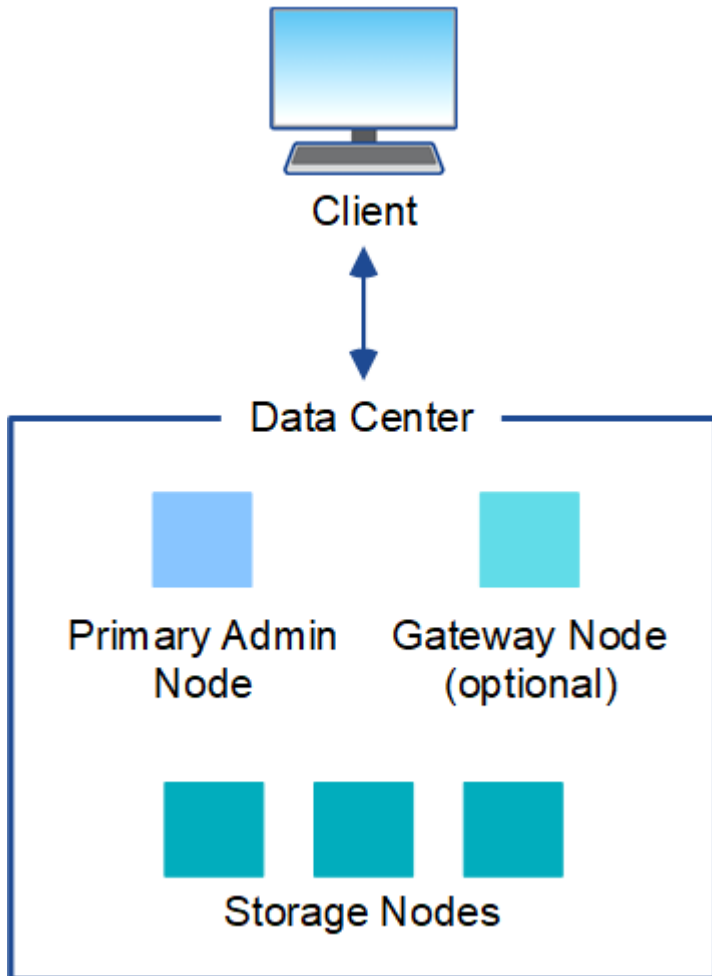 Client
Data Center
Primary Admin
Node
Gateway Node
(optional)
Storage Nodes